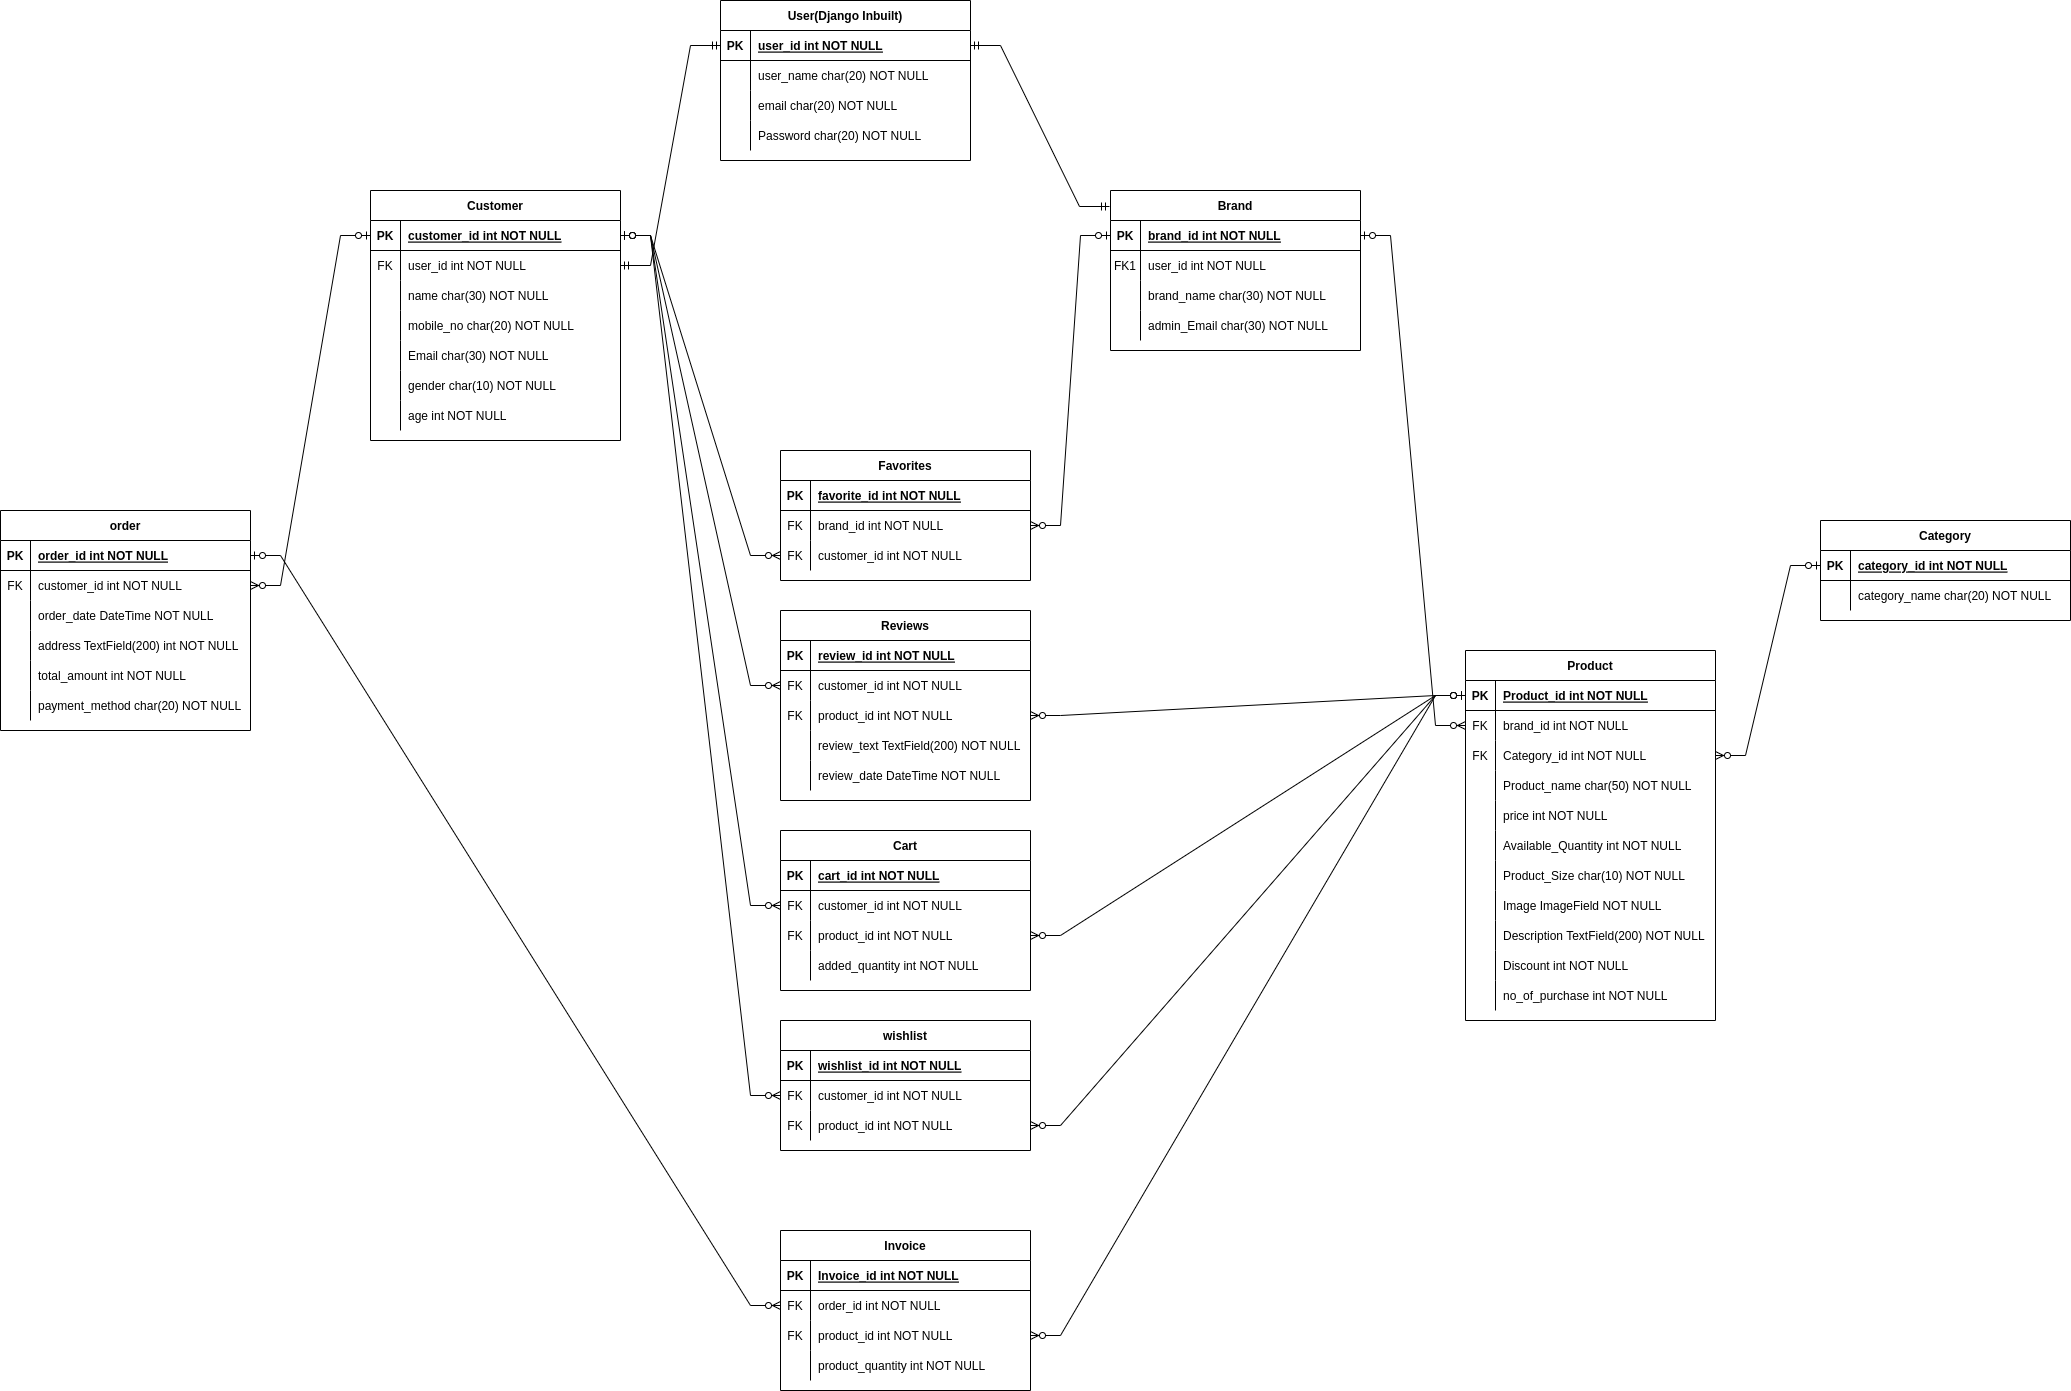 User(Django Inbuilt)
PK user_id int NOT NULL
user_name char(20) NOT NULL
email char(20) NOT NULL
Password char(20) NOT NULL
Customer
PK customer_id int NOT NULL
FK user_id int NOT NULL
name char(30) NOT NULL
mobile_no char(20) NOT NULL
Email char(30) NOT NULL
gender char(10) NOT NULL
age int NOT NULL
Brand
PK brand_id int NOT NULL
FK1 user_id int NOT NULL
brand_name char(30) NOT NULL
admin_Email char(30) NOT NULL
order
PK order_id int NOT NULL
FK customer_id int NOT NULL
order_date DateTime NOT NULL
address TextField(200) int NOT NULL
total_amount int NOT NULL
payment_method char(20) NOT NULL
Favorites
PK favorite_id int NOT NULL
FK brand_id int NOT NULL
FK customer_id int NOT NULL
Reviews
PK review_id int NOT NULL
FK customer_id int NOT NULL
FK product_id int NOT NULL
review_text TextField(200) NOT NULL
review_date DateTime NOT NULL
Cart
PK cart_id int NOT NULL
FK customer_id int NOT NULL
FK product_id int NOT NULL
added_quantity int NOT NULL
wishlist
PK wishlist_id int NOT NULL
FK customer_id int NOT NULL
FK product_id int NOT NULL
Invoice
PK Invoice_id int NOT NULL
FK order_id int NOT NULL
FK product_id int NOT NULL
product_quantity int NOT NULL
Product
PK Product_id int NOT NULL
FK brand_id int NOT NULL
FK Category_id int NOT NULL
Product_name char(50) NOT NULL
price int NOT NULL
Available_Quantity int NOT NULL
Product_Size char(10) NOT NULL
Image ImageField NOT NULL
Description TextField(200) NOT NULL
Discount int NOT NULL
no_of_purchase int NOT NULL
Category
PK category_id int NOT NULL
category_name char(20) NOT NULL